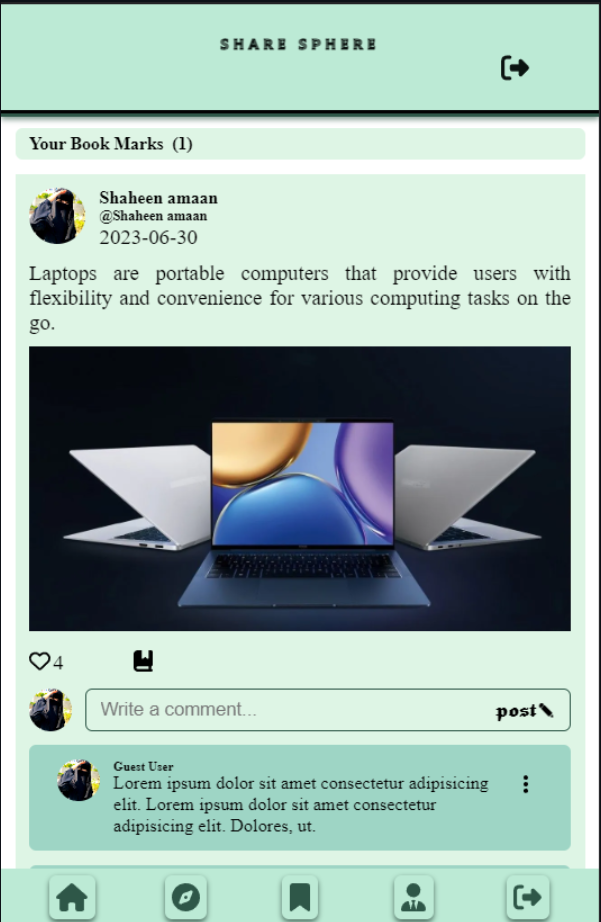 SHARE SPHERE
Your Book Marks (1)
Shaheen amaan
@Shaheen amaan
2023-06-30
Laptops are portable computers that provide users with
flexibility and convenience for various computing tasks on the
go.
4
Write a comment...
post
Guest User
Lorem ipsum dolor sit amet consectetur adipisicing
elit. Lorem ipsum dolor sit amet consectetur
adipisicing elit. Dolores, ut.